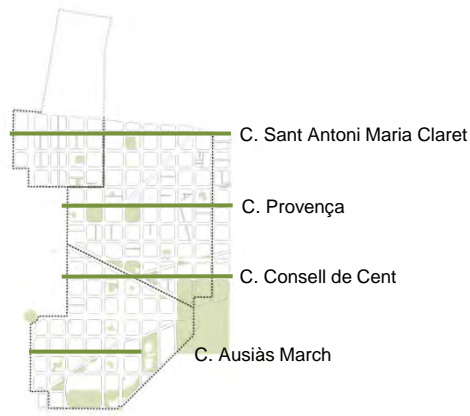 C. Sant Antoni Maria Claret
C. Provença
C. Consell de Cent
C. Ausiàs March